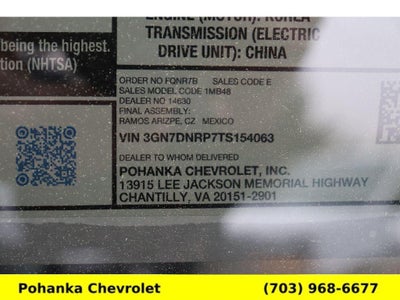 ENGINE (MOTOR): KOREA
TRANSMISSION (ELECTRIC
DRIVE UNIT): CHINA
being the highest.
tion (NHTSA)
ORDER NO FQNR7B SALES CODE E
SALES MODEL CODE 1MB48
DEALER NO 14630
FINAL ASSEMBLY:
RAMOS ARIZPE, CZ MEXICO
VIN 3GN7DNRP7TS154063
DEALER TO WHOM DELIVERED
POHANKA CHEVROLET, INC.
13915 LEE JACKSON MEMORIAL HIGHWAY
CHANTILLY, VA 20151-2901
Pohanka Chevrolet (703) 968-6677